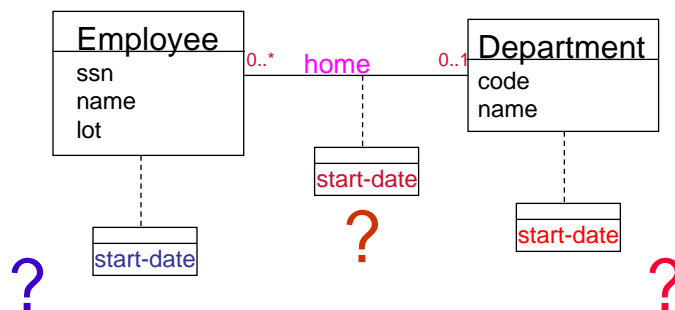 Employee
ssn
name
lot
0..*
home
0..1
Department
code
name
start-date
?
start-date
?
start-date
?